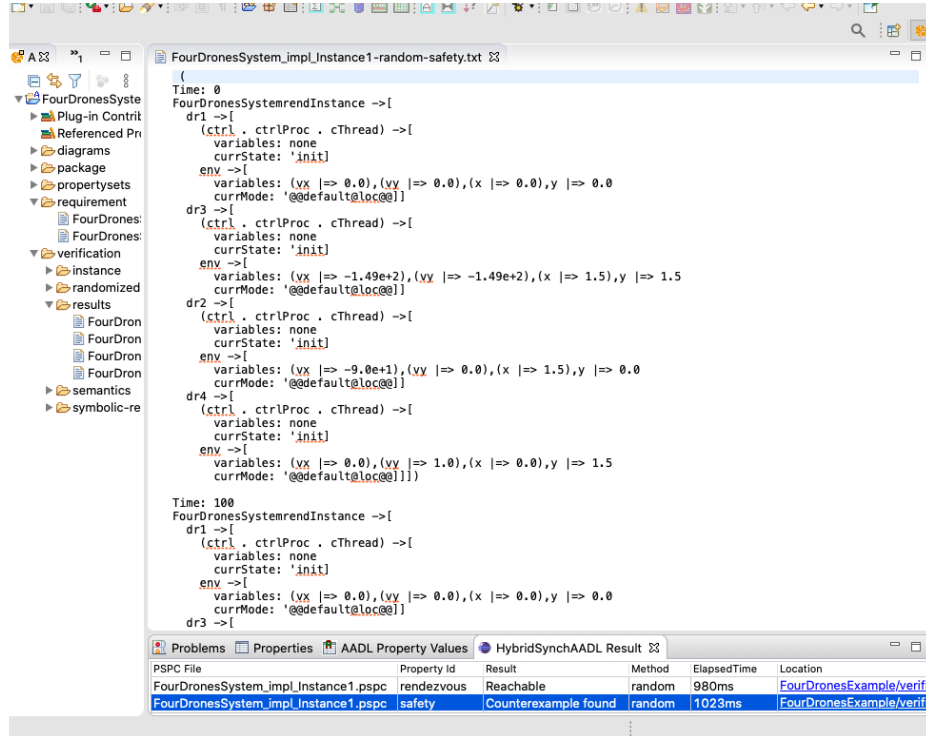 A
»1
FourDronesSystem_impl_Instance1-random-safety.txt
FourDronesSyste
Plug-in Contrib
Referenced Pro
diagrams
package
propertysets
requirement
FourDrones
FourDrones
verification
instance
randomized
results
FourDron
FourDron
FourDron
FourDron
semantics
symbolic-re
(
Time: 0
FourDronesSystemrendInstance ->[
dr1 ->[
(ctrl . ctrlProc . cThread) ->[
variables: none
currState: 'init]
env ->[
variables: (vx |=> 0.0),(vy |=> 0.0),(x |=> 0.0),y |=> 0.0
currMode: '@@default@loc@@]]
dr3 ->[
(ctrl . ctrlProc . cThread) ->[
variables: none
currState: 'init]
env ->[
variables: (vx |=> -1.49e+2),(vy |=> -1.49e+2),(x |=> 1.5),y |=> 1.5
currMode: '@@default@loc@@]]
dr2 ->[
(ctrl . ctrlProc . cThread) ->[
variables: none
currState: 'init]
env ->[
variables: (vx |=> -9.0e+1),(vy |=> 0.0),(x |=> 1.5),y |=> 0.0
currMode: '@@default@loc@@]]
dr4 ->[
(ctrl . ctrlProc . cThread) ->[
variables: none
currState: 'init]
env ->[
variables: (vx |=> 0.0),(vy |=> 1.0),(x |=> 0.0),y |=> 1.5
currMode: '@@default@loc@@]]])
Time: 100
FourDronesSystemrendInstance ->[
dr1 ->[
(ctrl . ctrlProc . cThread) ->[
variables: none
currState: 'init]
env ->[
variables: (vx |=> 0.0),(vy |=> 0.0),(x |=> 0.0),y |=> 0.0
currMode: '@@default@loc@@]]
dr3 ->[
Problems Properties AADL Property Values HybridSynchAADL Result
PSPC File Property Id Result Method ElapsedTime Location
FourDronesSystem_impl_Instance1.pspc rendezvous Reachable random 980ms FourDronesExample/verif
FourDronesSystem_impl_Instance1.pspc safety Counterexample found random 1023ms FourDronesExample/verif